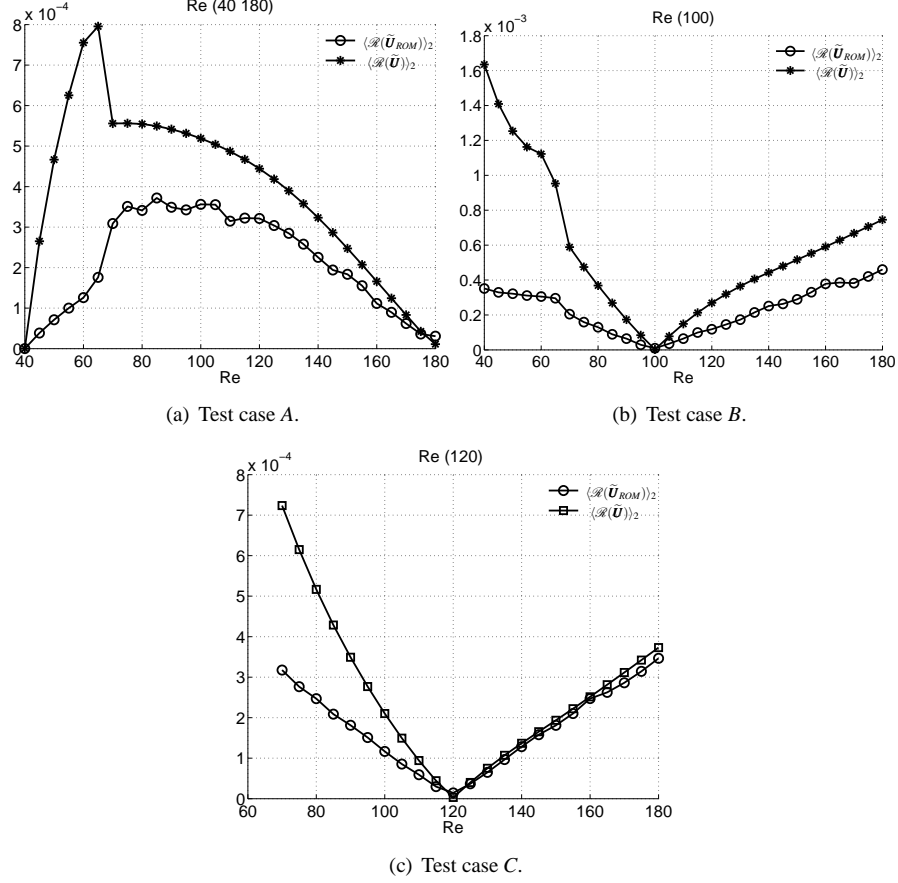 Re (40 180)
x 10⁻⁴
8
7
6
5
4
3
2
1
0
40 60 80 100 120 140 160 180
Re
⟨ℛ(Ũ_ROM)⟩₂
⟨ℛ(Ũ)⟩₂
(a) Test case A.
Re (100)
x 10⁻³
1.8
1.6
1.4
1.2
1
0.8
0.6
0.4
0.2
0
40 60 80 100 120 140 160 180
Re
⟨ℛ(Ũ_ROM)⟩₂
⟨ℛ(Ũ)⟩₂
(b) Test case B.
Re (120)
x 10⁻⁴
8
7
6
5
4
3
2
1
0
60 80 100 120 140 160 180
Re
⟨ℛ(Ũ_ROM)⟩₂
⟨ℛ(Ũ)⟩₂
(c) Test case C.